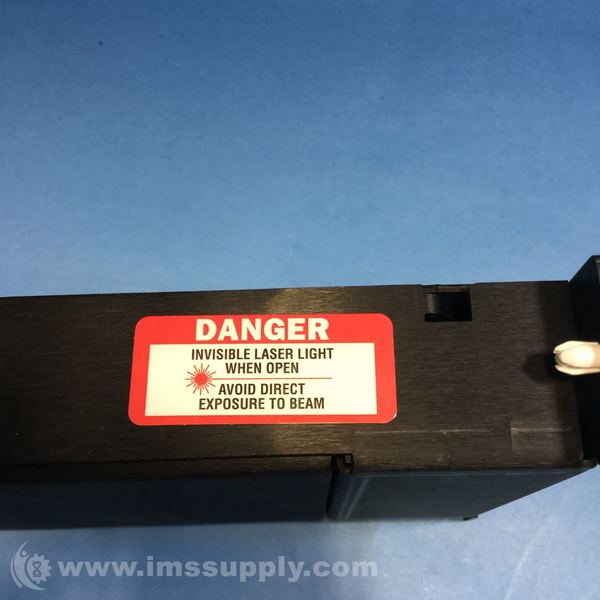 DANGER
INVISIBLE LASER LIGHT
WHEN OPEN
AVOID DIRECT
EXPOSURE TO BEAM
www.imssupply.com